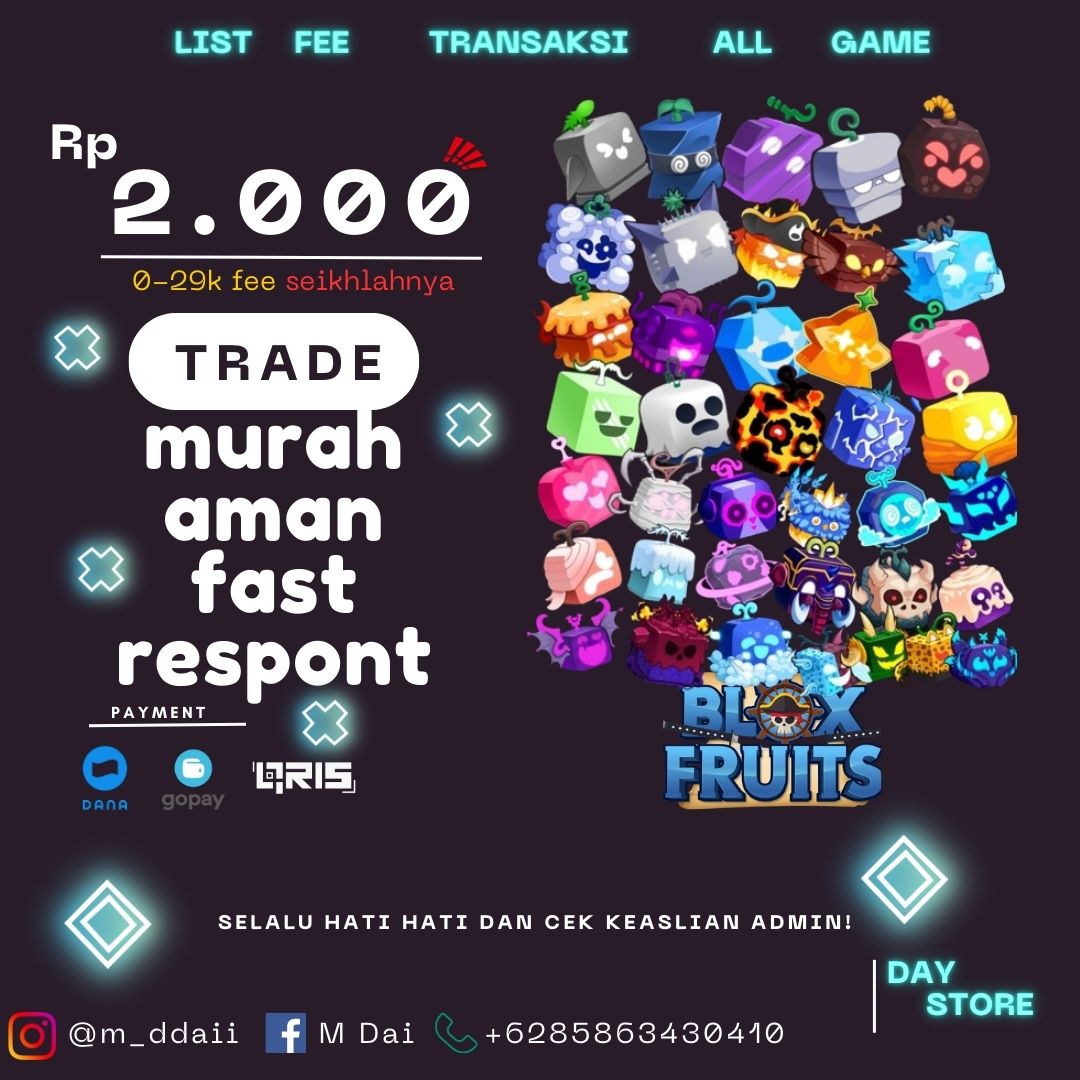 LIST FEE TRANSAKSI ALL GAME
Rp
2.000
0-29k fee seikhlahnya
TRADE
murah
aman
fast
respont
PAYMENT
DANA
gopay
QRIS
BLOX
FRUITS
SELALU HATI HATI DAN CEK KEASLIAN ADMIN!
DAY
STORE
@m_ddaii
M Dai
+6285863430410